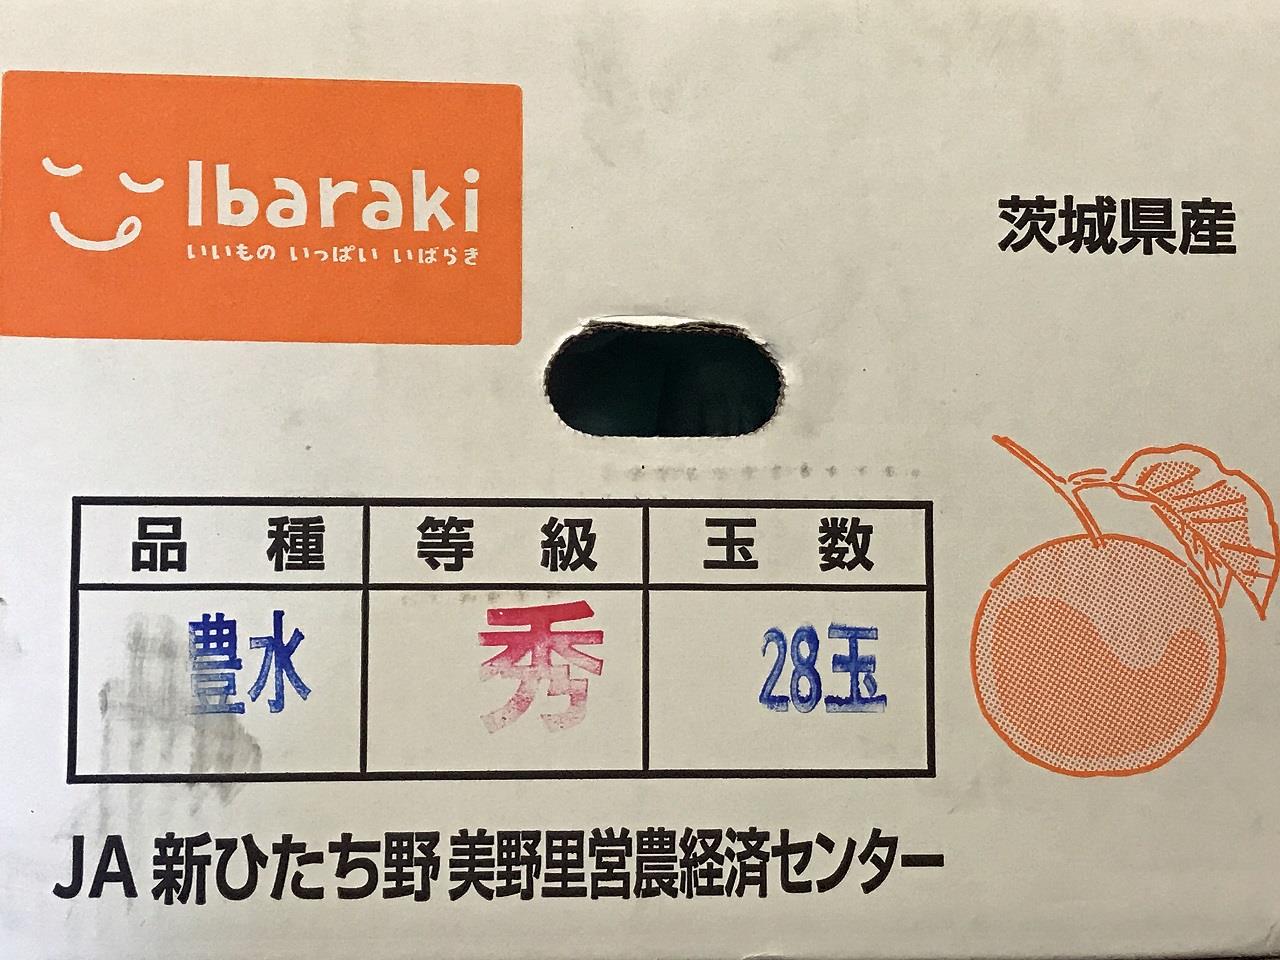 Ibaraki
いいもの いっぱい いばらき
茨城県産
品種 等級 玉数
豊水 秀 28玉
JA 新ひたち野 美野里営農経済センター